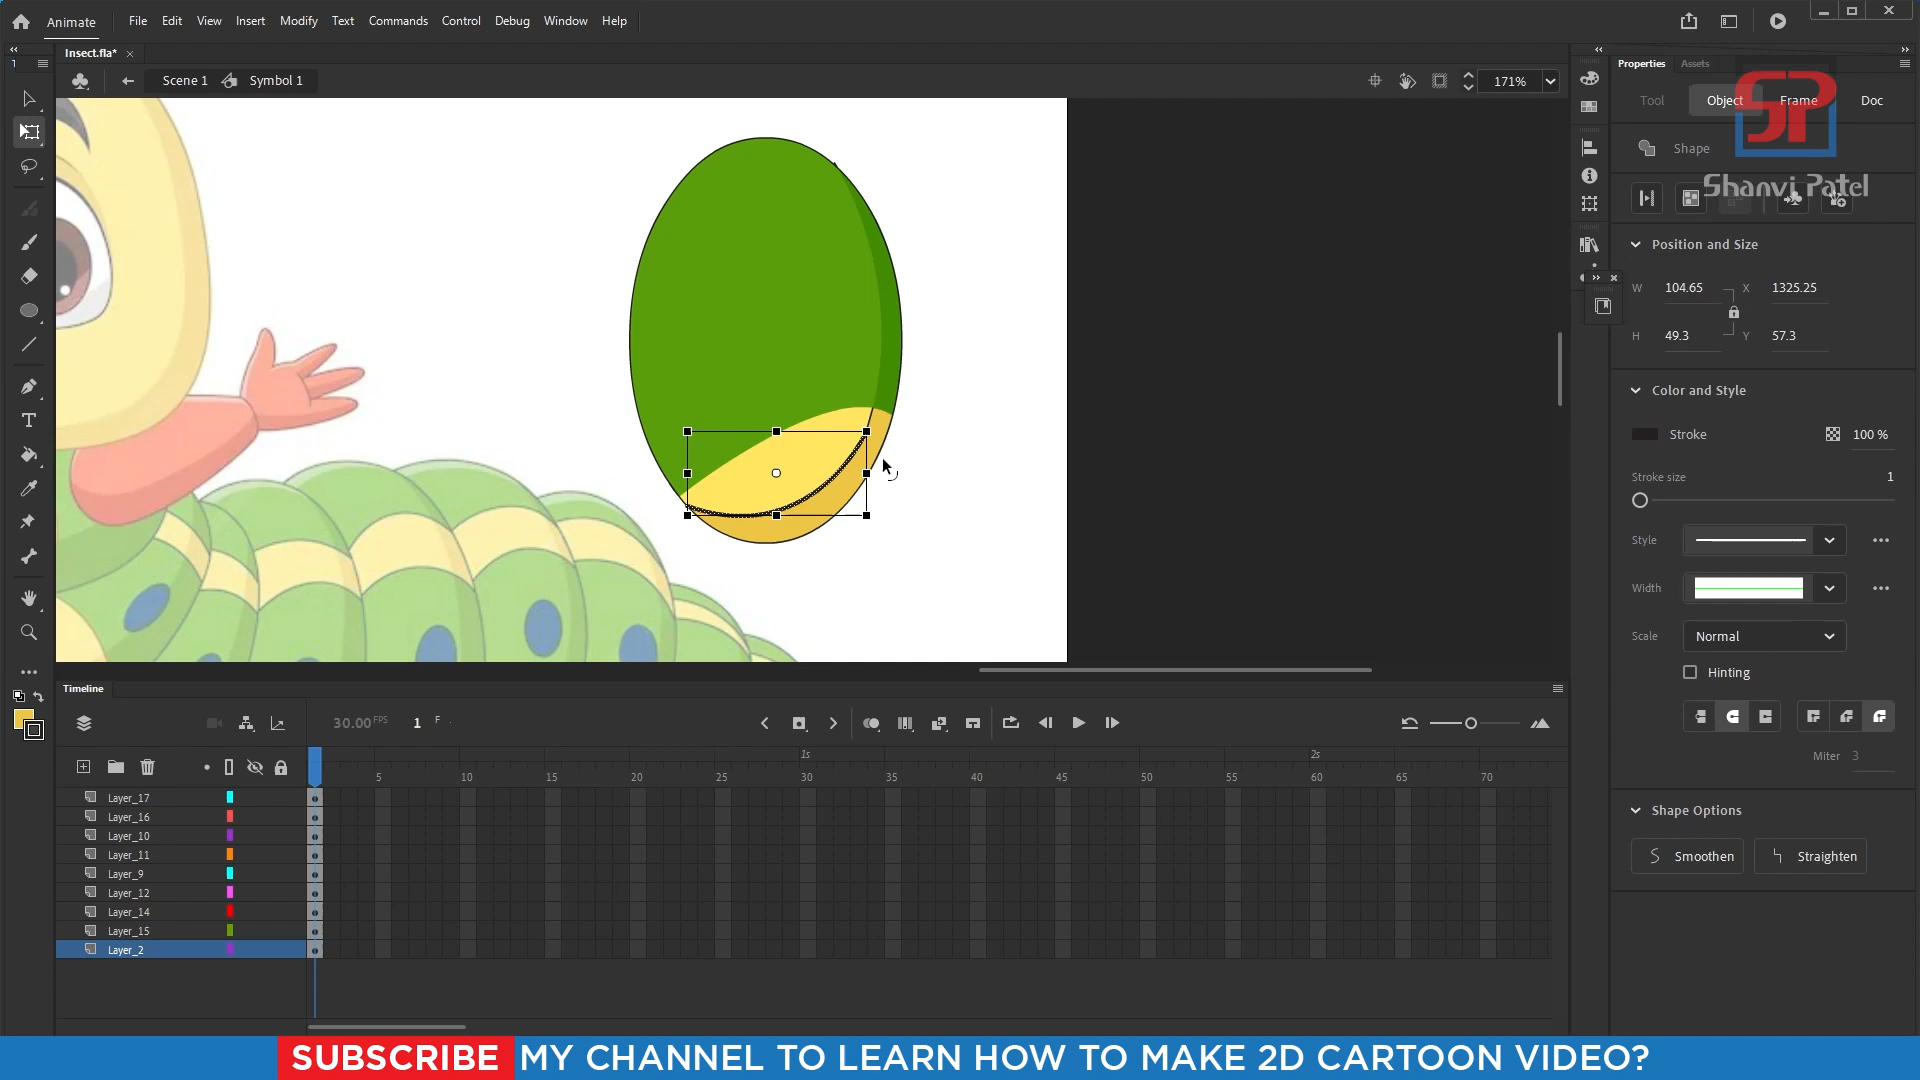 Animate File Edit View Insert Modify Text Commands Control Debug Window Help
Insect.fla*
Scene 1 Symbol 1 171%
Properties Assets
Tool Object Frame Doc
SP
Shape
Shanvi Patel
Position and Size
W 104.65 X 1325.25
H 49.3 Y 57.3
Color and Style
Stroke 100 %
Stroke size 1
Style
Width
Scale Normal
Hinting
Miter 3
Shape Options
Smoothen Straighten
Timeline
30.00 FPS 1 F
1s 2s
5 10 15 20 25 30 35 40 45 50 55 60 65 70
Layer_17
Layer_16
Layer_10
Layer_11
Layer_9
Layer_12
Layer_14
Layer_15
Layer_2
SUBSCRIBE MY CHANNEL TO LEARN HOW TO MAKE 2D CARTOON VIDEO?